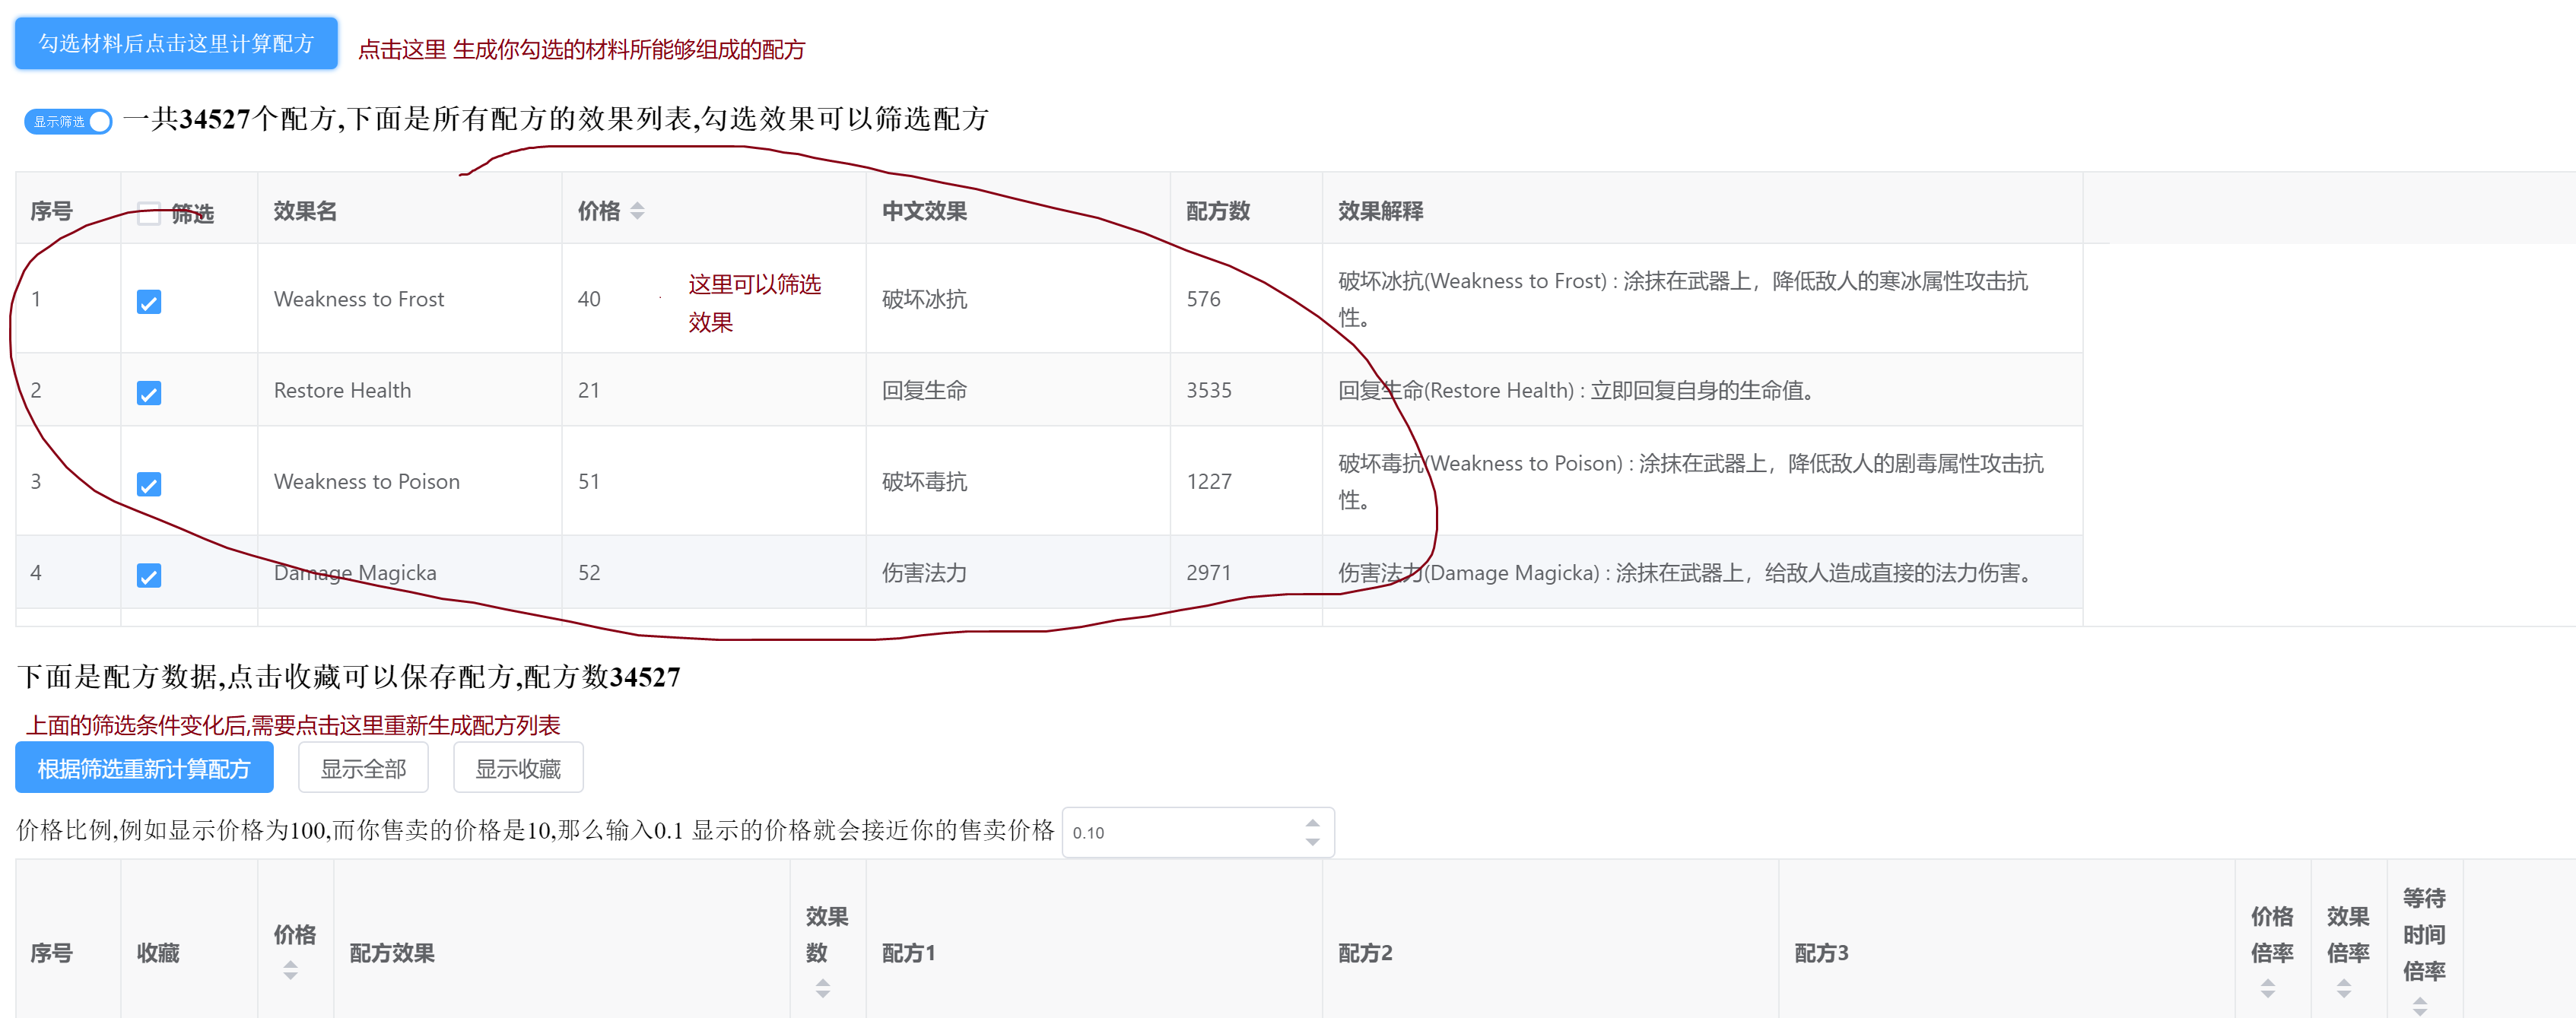 勾选材料后点击这里计算配方
点击这里 生成你勾选的材料所能够组成的配方
显示筛选
一共34527个配方,下面是所有配方的效果列表,勾选效果可以筛选配方
序号 筛选 效果名 价格 中文效果 配方数 效果解释
1 Weakness to Frost 40 破坏冰抗 576 破坏冰抗(Weakness to Frost) : 涂抹在武器上，降低敌人的寒冰属性攻击抗
性。
这里可以筛选
效果
2 Restore Health 21 回复生命 3535 回复生命(Restore Health) : 立即回复自身的生命值。
3 Weakness to Poison 51 破坏毒抗 1227 破坏毒抗(Weakness to Poison) : 涂抹在武器上，降低敌人的剧毒属性攻击抗
性。
4 Damage Magicka 52 伤害法力 2971 伤害法力(Damage Magicka) : 涂抹在武器上，给敌人造成直接的法力伤害。
下面是配方数据,点击收藏可以保存配方,配方数34527
上面的筛选条件变化后,需要点击这里重新生成配方列表
根据筛选重新计算配方 显示全部 显示收藏
价格比例,例如显示价格为100,而你售卖的价格是10,那么输入0.1 显示的价格就会接近你的售卖价格 0.10
序号 收藏 价格 配方效果 效果数 配方1 配方2 配方3 价格倍率 效果倍率 等待时间倍率